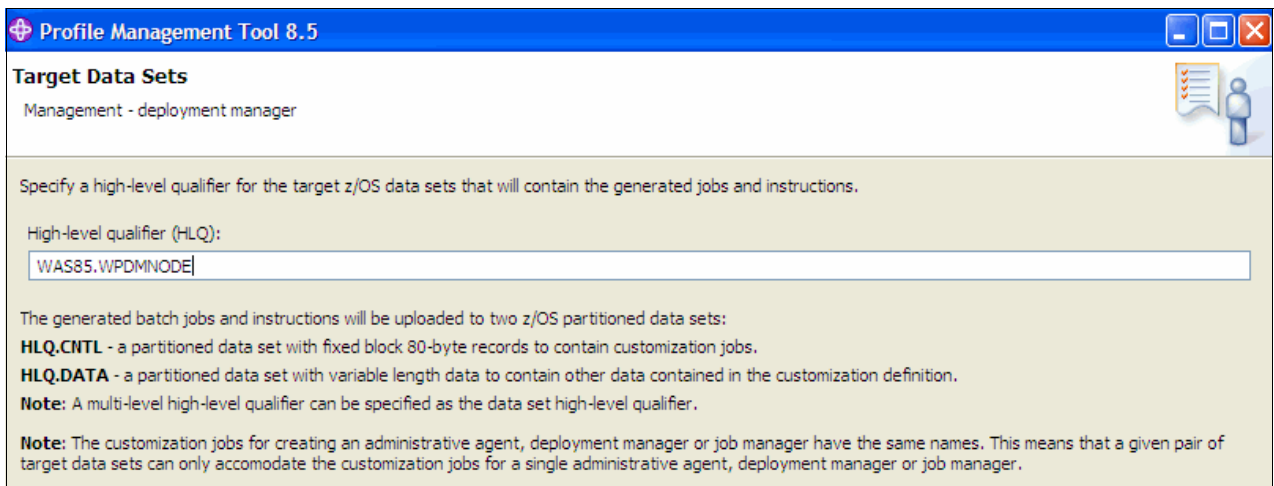 Profile Management Tool 8.5
Target Data Sets
Management - deployment manager
Specify a high-level qualifier for the target z/OS data sets that will contain the generated jobs and instructions.
High-level qualifier (HLQ):
WAS85.WPDMNODE
The generated batch jobs and instructions will be uploaded to two z/OS partitioned data sets:
HLQ.CNTL - a partitioned data set with fixed block 80-byte records to contain customization jobs.
HLQ.DATA - a partitioned data set with variable length data to contain other data contained in the customization definition.
Note: A multi-level high-level qualifier can be specified as the data set high-level qualifier.
Note: The customization jobs for creating an administrative agent, deployment manager or job manager have the same names. This means that a given pair of
target data sets can only accomodate the customization jobs for a single administrative agent, deployment manager or job manager.